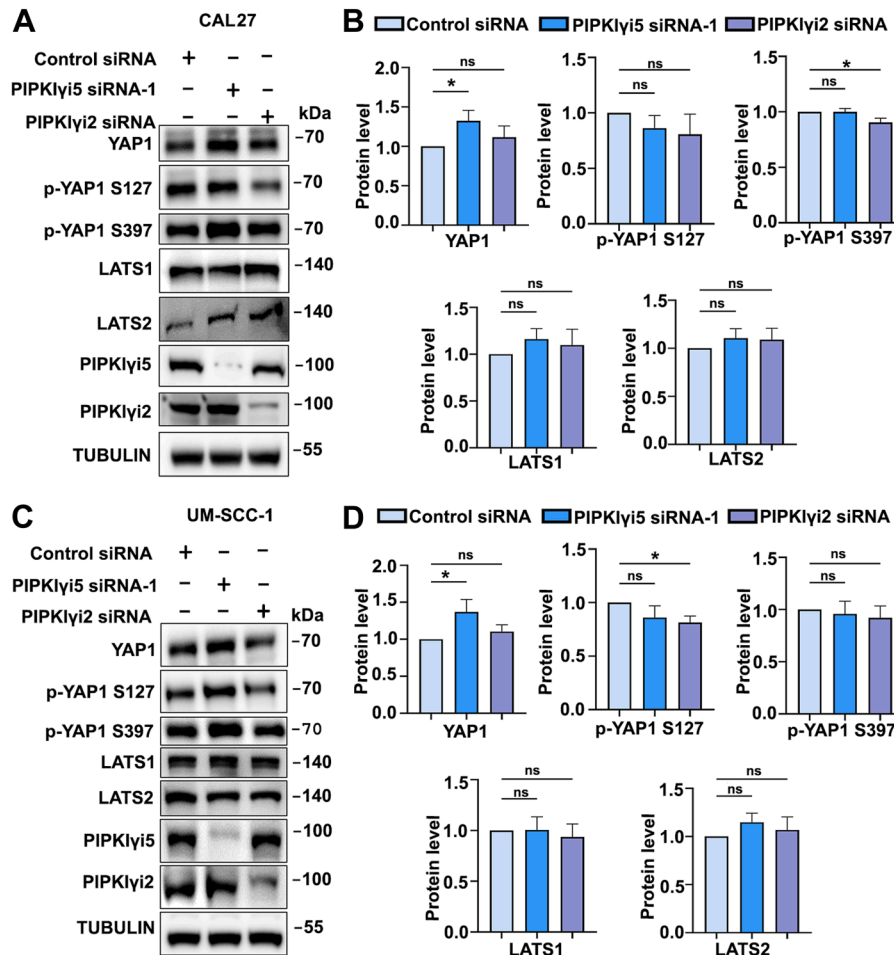 A
CAL27
Control siRNA + – –
PIPKIγi5 siRNA-1 – + –
PIPKIγi2 siRNA – – + kDa
YAP1 –70
p-YAP1 S127 –70
p-YAP1 S397 –70
LATS1 –140
LATS2 –140
PIPKIγi5 –100
PIPKIγi2 –100
TUBULIN –55
B
Control siRNA PIPKIγi5 siRNA-1 PIPKIγi2 siRNA
Protein level
2.0
1.5
1.0
0.5
0.0
ns
*
YAP1
Protein level
1.5
1.0
0.5
0.0
ns
ns
p-YAP1 S127
Protein level
1.5
1.0
0.5
0.0
*
ns
p-YAP1 S397
Protein level
1.5
1.0
0.5
0.0
ns
ns
LATS1
Protein level
1.5
1.0
0.5
0.0
ns
ns
LATS2
C
UM-SCC-1
Control siRNA + – –
PIPKIγi5 siRNA-1 – + –
PIPKIγi2 siRNA – – + kDa
YAP1 –70
p-YAP1 S127 –70
p-YAP1 S397 –70
LATS1 –140
LATS2 –140
PIPKIγi5 –100
PIPKIγi2 –100
TUBULIN –55
D
Control siRNA PIPKIγi5 siRNA-1 PIPKIγi2 siRNA
Protein level
2.0
1.5
1.0
0.5
0.0
ns
*
YAP1
Protein level
1.5
1.0
0.5
0.0
*
ns
p-YAP1 S127
Protein level
1.5
1.0
0.5
0.0
ns
ns
p-YAP1 S397
Protein level
1.5
1.0
0.5
0.0
ns
ns
LATS1
Protein level
1.5
1.0
0.5
0.0
ns
ns
LATS2